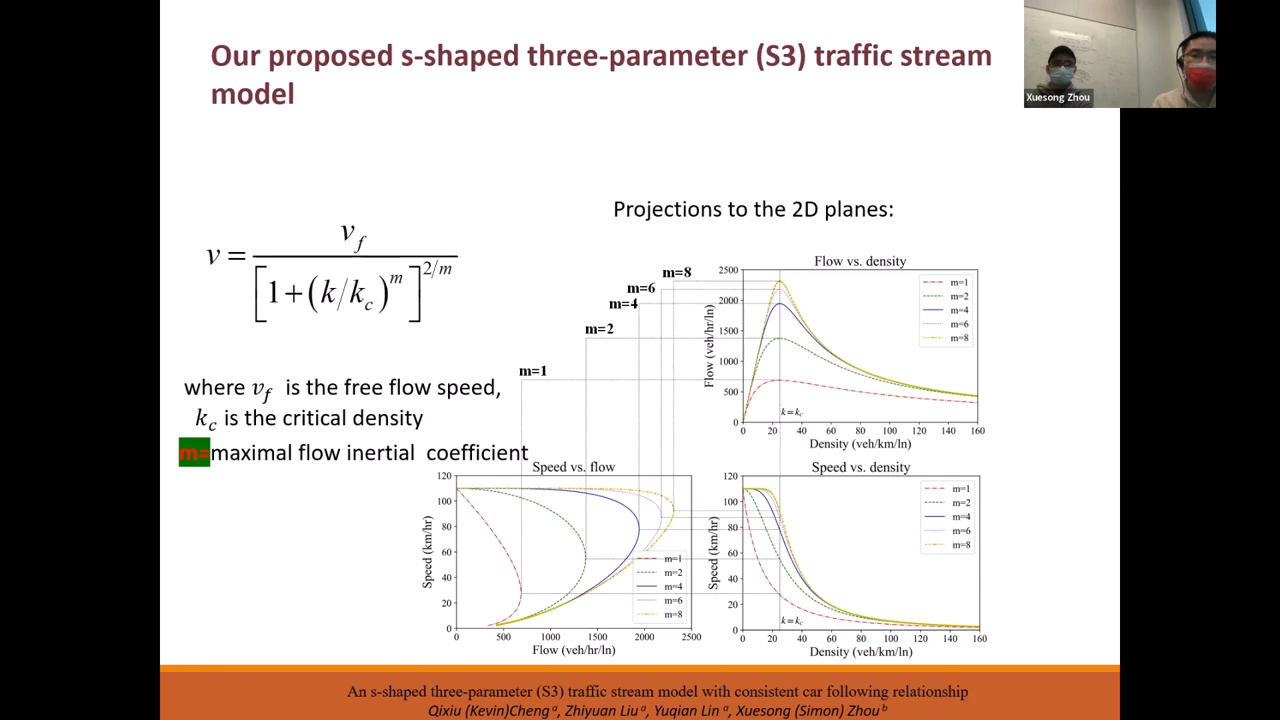 Our proposed s-shaped three-parameter (S3) traffic stream
model
Xuesong Zhou
Projections to the 2D planes:
v = v_f / [1+(k/k_c)^m]^{2/m}
where v_f is the free flow speed,
k_c is the critical density
m=maximal flow inertial coefficient
m=8
m=6
m=4
m=2
m=1
Flow vs. density
Flow (veh/hr/ln)
2500
2000
1500
1000
500
0
m=1
m=2
m=4
m=6
m=8
k=k_c
0 20 40 60 80 100 120 140 160
Density (veh/km/ln)
Speed vs. flow
Speed (km/hr)
120
100
80
60
40
20
0
m=1
m=2
m=4
m=6
m=8
0 500 1000 1500 2000 2500
Flow (veh/hr/ln)
Speed vs. density
Speed (km/hr)
120
100
80
60
40
20
0
m=1
m=2
m=4
m=6
m=8
k=k_c
0 20 40 60 80 100 120 140 160
Density (veh/km/ln)
An s-shaped three-parameter (S3) traffic stream model with consistent car following relationship
Qixiu (Kevin)Cheng a, Zhiyuan Liu a, Yuqian Lin a, Xuesong (Simon) Zhou b